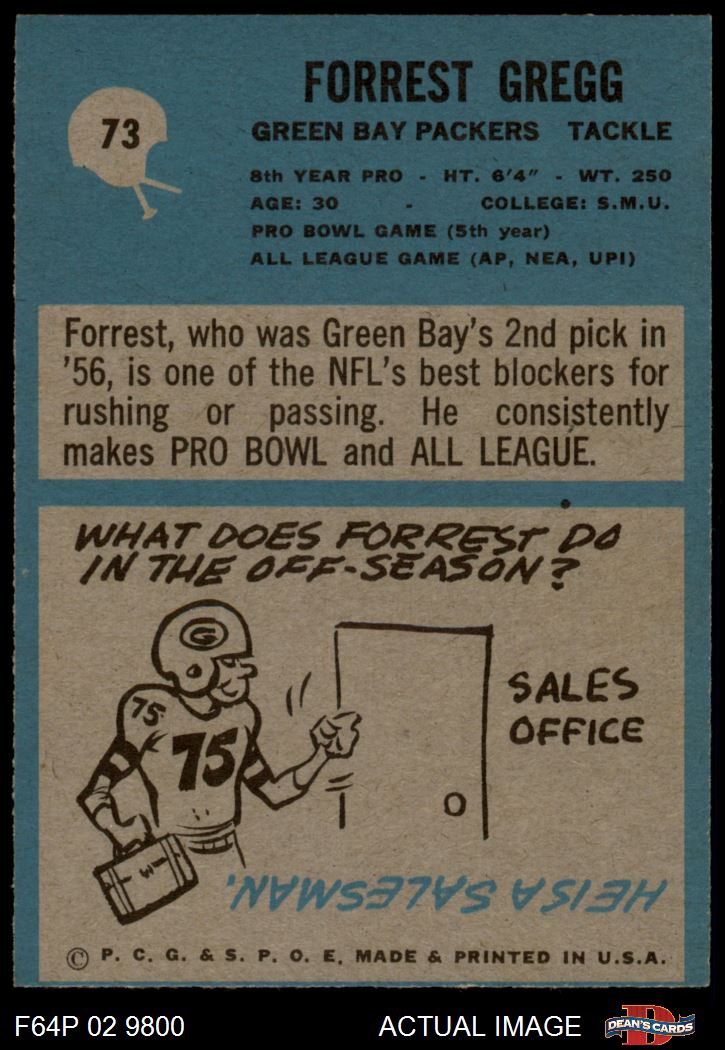 73
FORREST GREGG
GREEN BAY PACKERS TACKLE
8th YEAR PRO - HT. 6'4" - WT. 250
AGE: 30 - COLLEGE: S.M.U.
PRO BOWL GAME (5th year)
ALL LEAGUE GAME (AP, NEA, UPI)
Forrest, who was Green Bay's 2nd pick in
'56, is one of the NFL's best blockers for
rushing or passing. He consistently
makes PRO BOWL and ALL LEAGUE.
WHAT DOES FORREST DO
IN THE OFF-SEASON?
G
75
75
SALES
OFFICE
HE IS A SALESMAN.
© P. C. G. & S. P. O. E. MADE & PRINTED IN U.S.A.
F64P 02 9800 ACTUAL IMAGE
D
DEAN'S CARDS